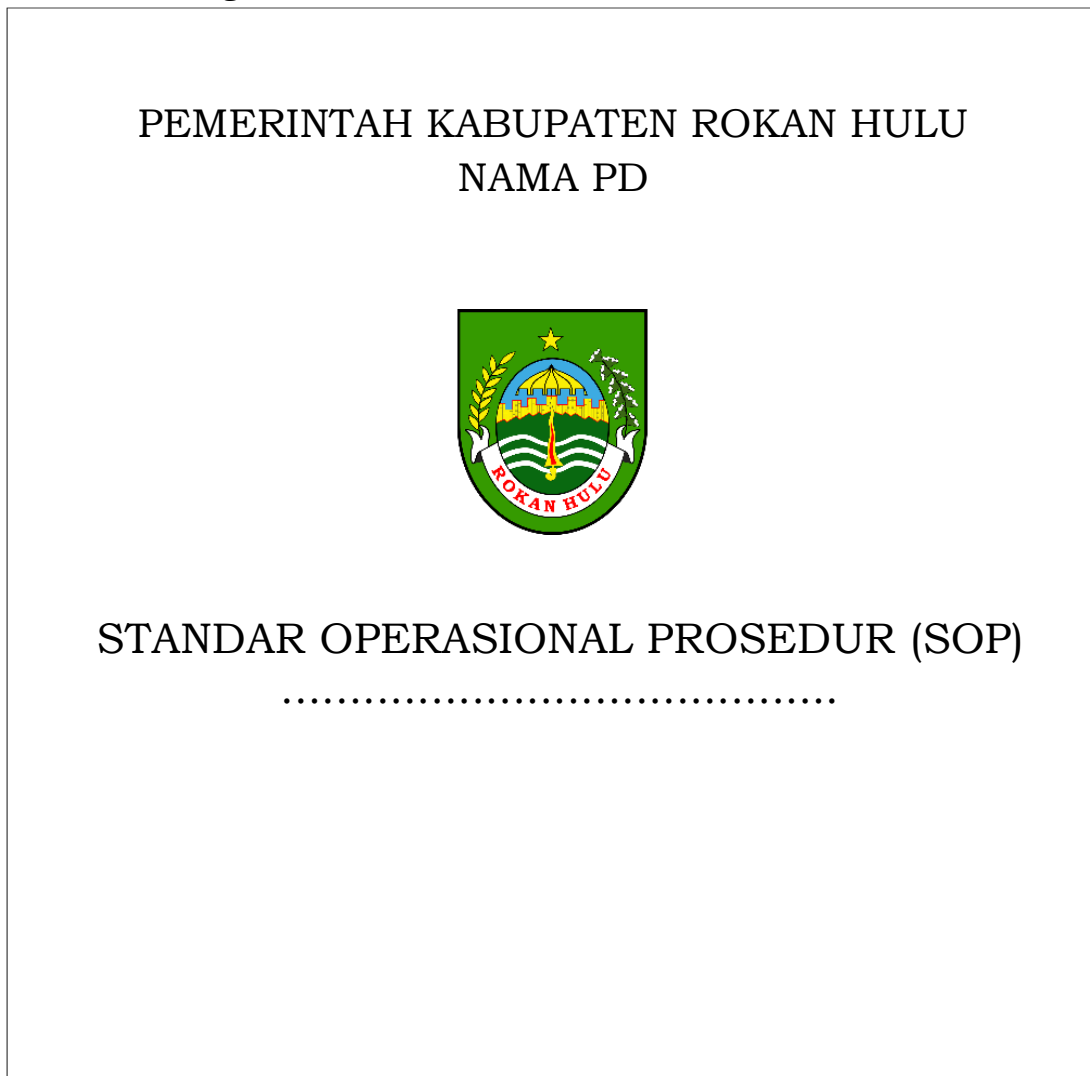 PEMERINTAH KABUPATEN ROKAN HULU
NAMA PD
ROKAN HULU
STANDAR OPERASIONAL PROSEDUR (SOP)
.........................................